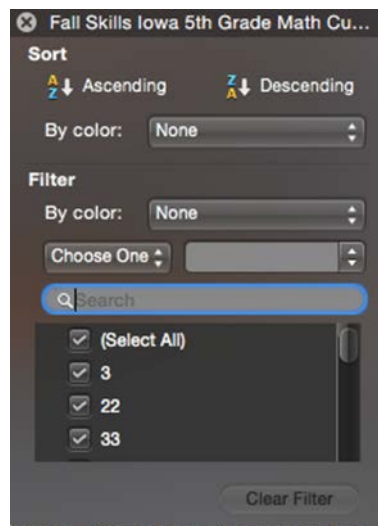 Fall Skills Iowa 5th Grade Math Cu...
Sort
A Z Ascending Z A Descending
By color: None
Filter
By color: None
Choose One
Search
(Select All)
3
22
33
Clear Filter